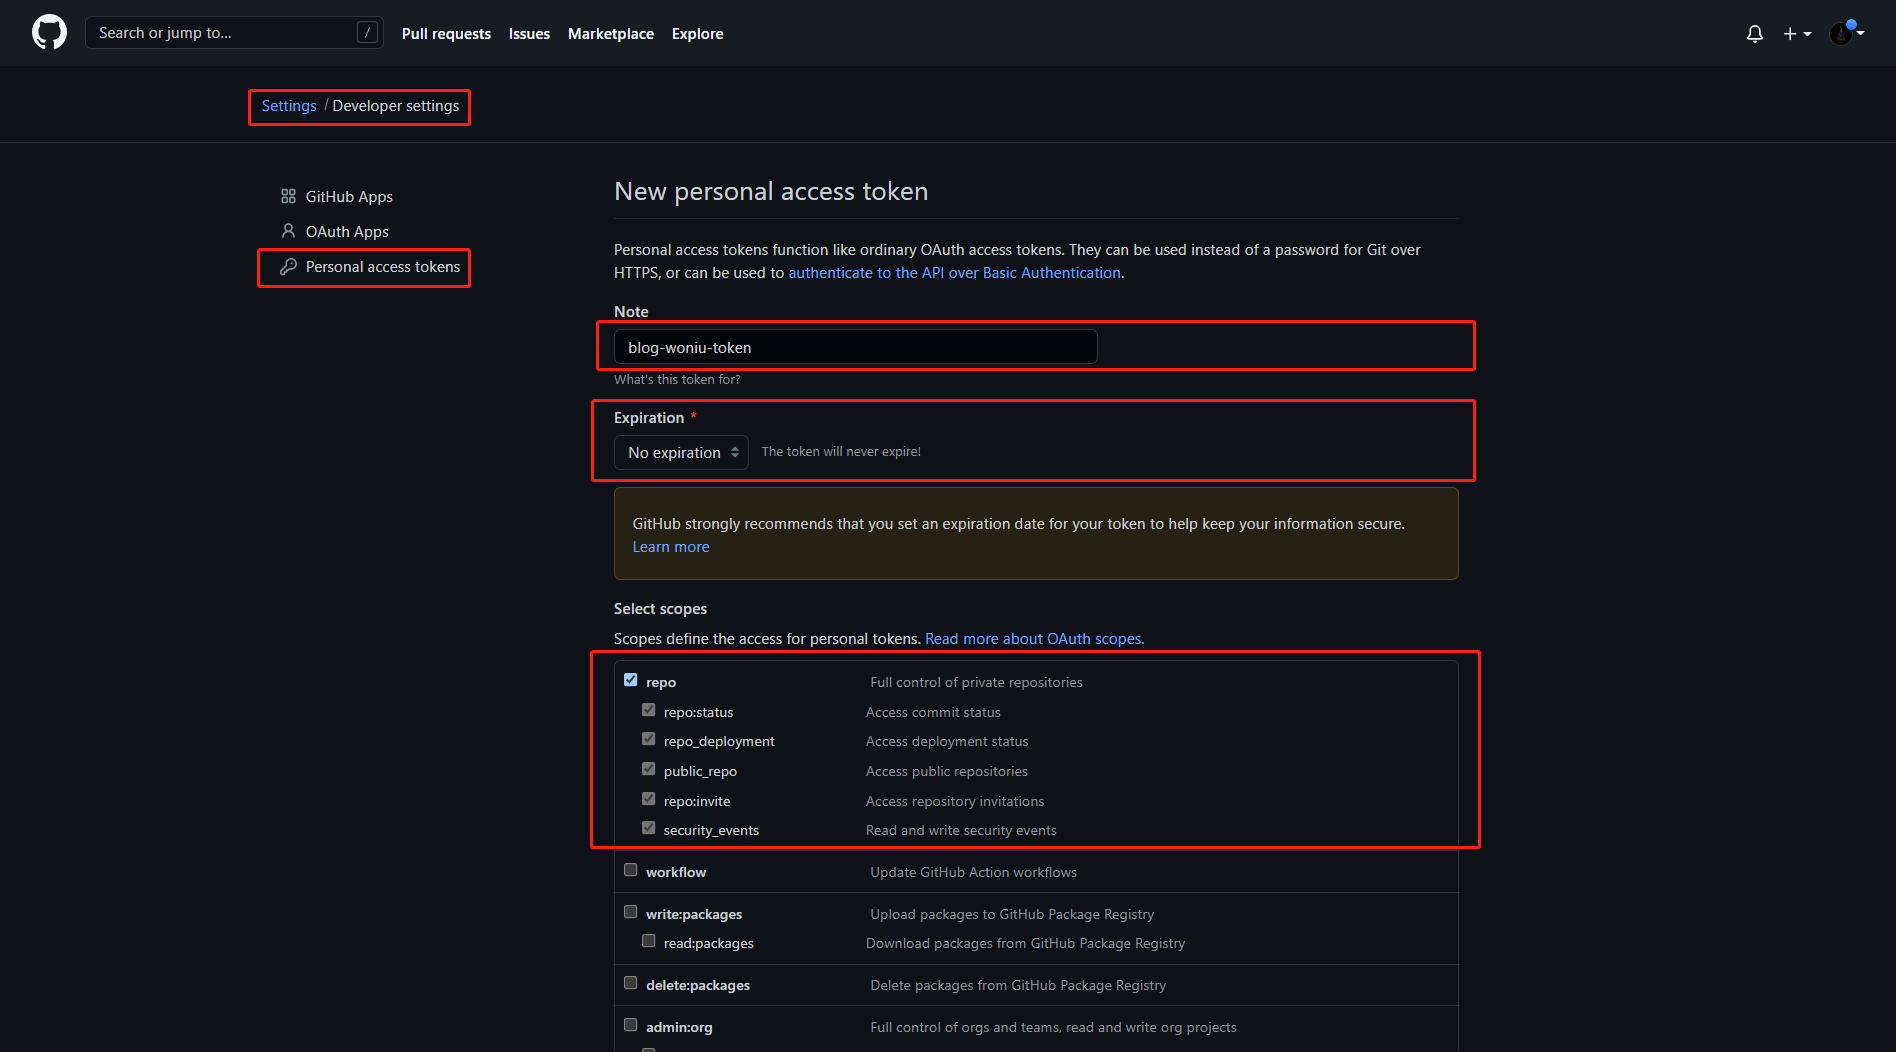 Search or jump to... /
Pull requests Issues Marketplace Explore
Settings / Developer settings
GitHub Apps
OAuth Apps
Personal access tokens
New personal access token
Personal access tokens function like ordinary OAuth access tokens. They can be used instead of a password for Git over
HTTPS, or can be used to authenticate to the API over Basic Authentication.
Note
blog-woniu-token
What's this token for?
Expiration *
No expiration The token will never expire!
GitHub strongly recommends that you set an expiration date for your token to help keep your information secure.
Learn more
Select scopes
Scopes define the access for personal tokens. Read more about OAuth scopes.
repo Full control of private repositories
repo:status Access commit status
repo_deployment Access deployment status
public_repo Access public repositories
repo:invite Access repository invitations
security_events Read and write security events
workflow Update GitHub Action workflows
write:packages Upload packages to GitHub Package Registry
read:packages Download packages from GitHub Package Registry
delete:packages Delete packages from GitHub Package Registry
admin:org Full control of orgs and teams, read and write org projects